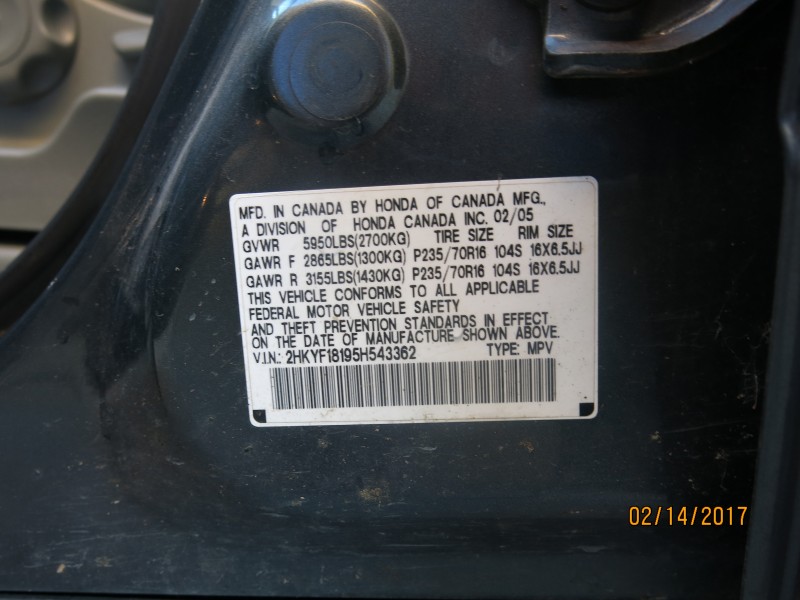 MFD. IN CANADA BY HONDA OF CANADA MFG.,
A DIVISION OF HONDA CANADA INC. 02/05
GVWR 5950LBS(2700KG) TIRE SIZE RIM SIZE
GAWR F 2865LBS(1300KG) P235/70R16 104S 16X6.5JJ
GAWR R 3155LBS(1430KG) P235/70R16 104S 16X6.5JJ
THIS VEHICLE CONFORMS TO ALL APPLICABLE
FEDERAL MOTOR VEHICLE SAFETY
AND THEFT PREVENTION STANDARDS IN EFFECT
ON THE DATE OF MANUFACTURE SHOWN ABOVE.
V.I.N.: 2HKYF18195H543362 TYPE: MPV
02/14/2017